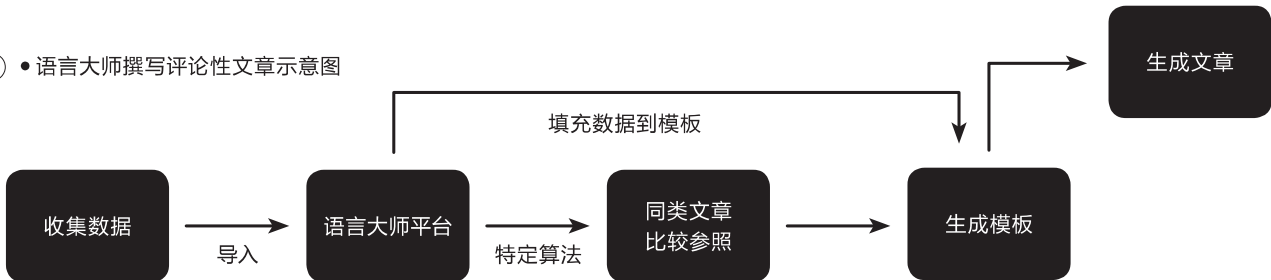 • 语言大师撰写评论性文章示意图
生成文章
填充数据到模板
收集数据
导入
语言大师平台
特定算法
同类文章
比较参照
生成模板